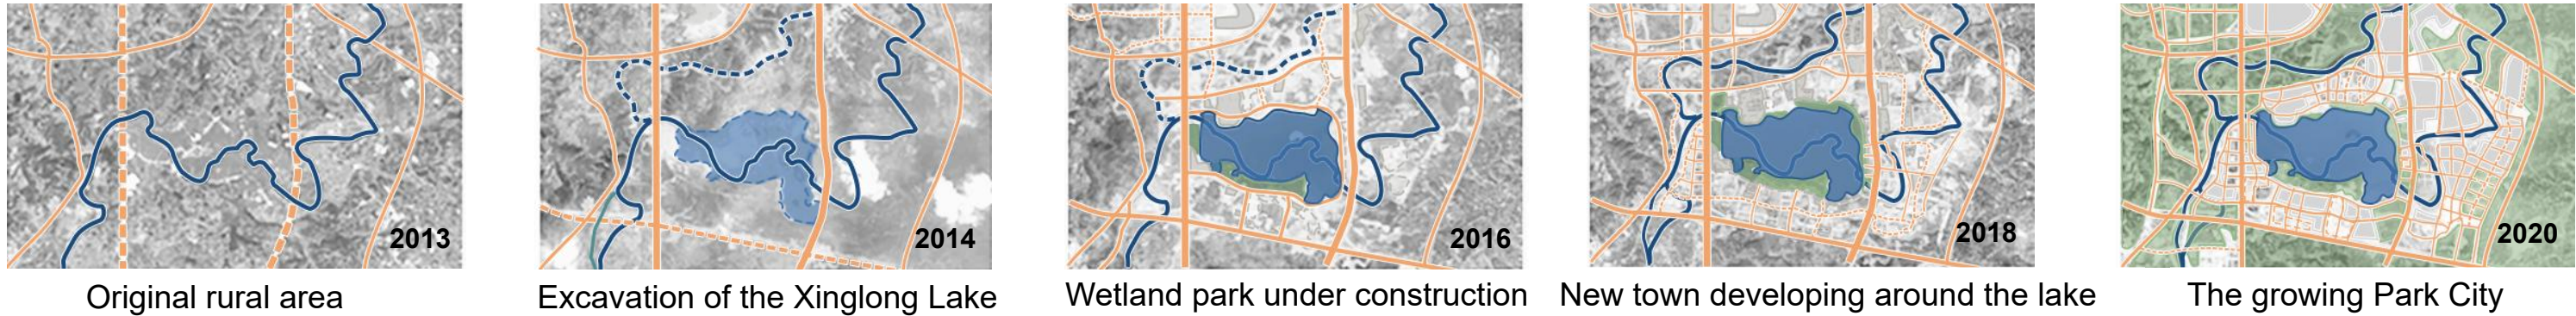 2013
2014
2016
2018
2020
Original rural area
Excavation of the Xinglong Lake
Wetland park under construction
New town developing around the lake
The growing Park City